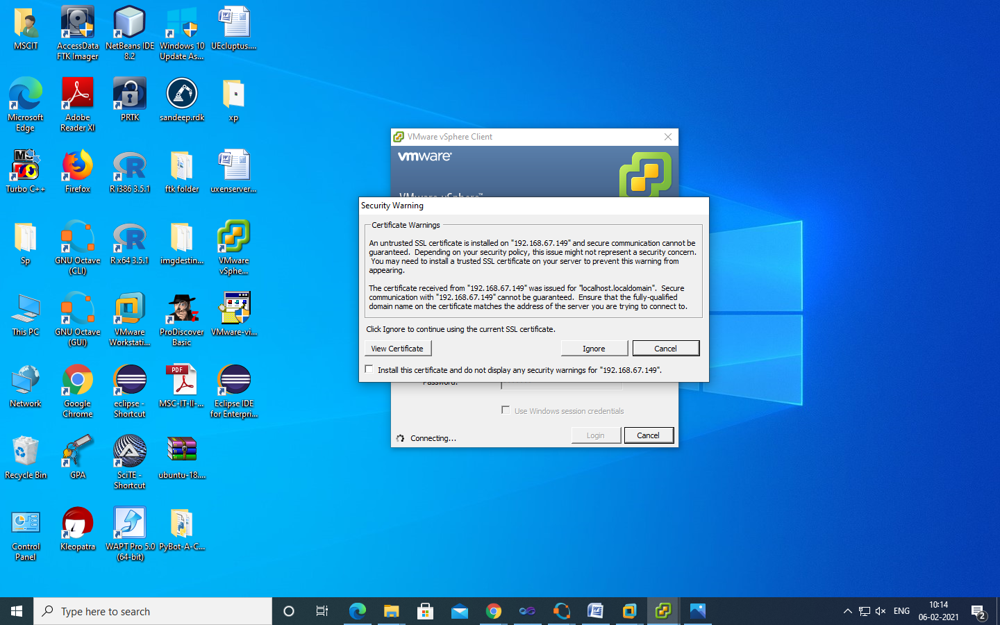 MSCIT
AccessData
FTK Imager
NetBeans IDE
8.2
Windows 10
Update As...
UEcluptus....
Microsoft
Edge
Adobe
Reader XI
PRTK
sandeep.rdk
xp
Turbo C++
Firefox
R i386 3.5.1
ftk folder
uxenserver...
Sp
GNU Octave
(CLI)
R x64 3.5.1
imgdestin...
VMware
vSphe...
This PC
GNU Octave
(GUI)
VMware
Workstati...
ProDiscover
Basic
VMware-vi...
Network
Google
Chrome
eclipse -
Shortcut
PDF
MSC-IT-II-...
Eclipse IDE
for Enterpri...
Recycle Bin
GPA
SciTE -
Shortcut
ubuntu-18....
Control
Panel
Kleopatra
WAPT Pro 5.0
(64-bit)
PyBot-A-C...
VMware vSphere Client
vmware
VMware vSphere™
Security Warning
Certificate Warnings
An untrusted SSL certificate is installed on "192.168.67.149" and secure communication cannot be
guaranteed. Depending on your security policy, this issue might not represent a security concern.
You may need to install a trusted SSL certificate on your server to prevent this warning from
appearing.
The certificate received from "192.168.67.149" was issued for "localhost.localdomain". Secure
communication with "192.168.67.149" cannot be guaranteed. Ensure that the fully-qualified
domain name on the certificate matches the address of the server you are trying to connect to.
Click Ignore to continue using the current SSL certificate.
View Certificate
Ignore
Cancel
Install this certificate and do not display any security warnings for "192.168.67.149".
Password:
Use Windows session credentials
Connecting...
Login
Cancel
Type here to search
ENG
10:14
06-02-2021
2